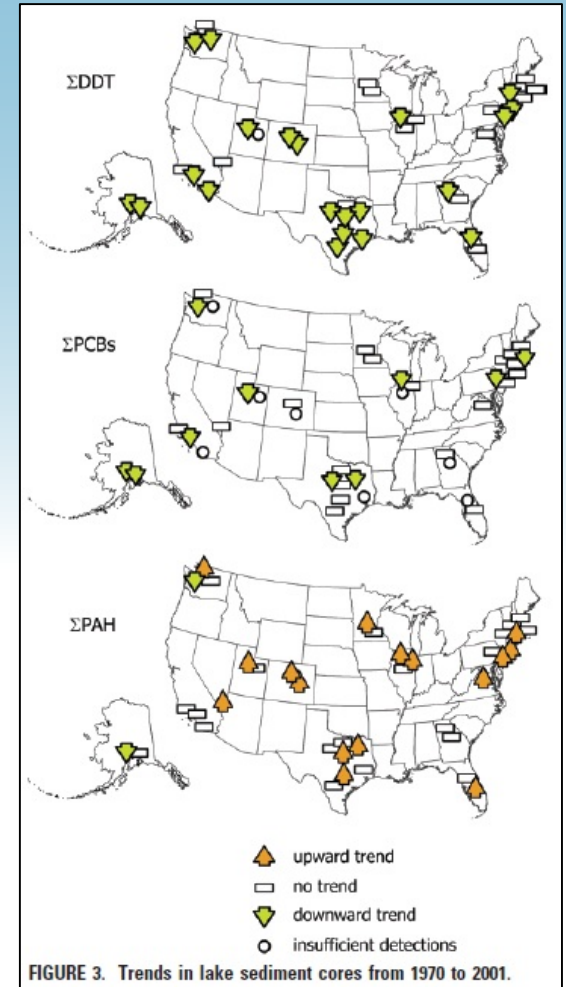 ΣDDT
ΣPCBs
ΣPAH
upward trend
no trend
downward trend
insufficient detections
FIGURE 3. Trends in lake sediment cores from 1970 to 2001.